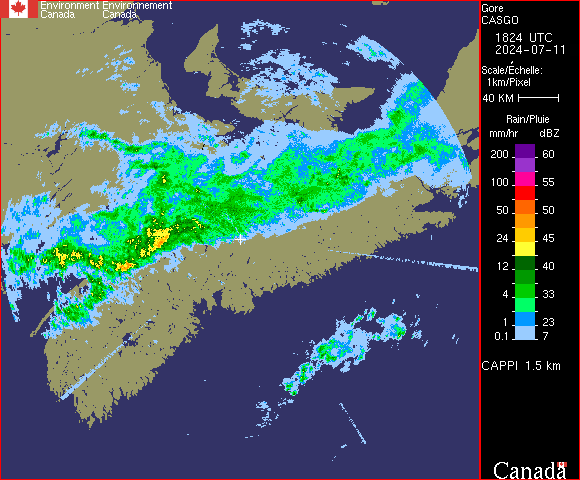 Environment Environnement
Canada Canada
Gore
CASGO
1824 UTC
2024-07-11
Scale/Échelle:
1km/Pixel
40 KM
Rain/Pluie
mm/hr dBZ
200 60
100 55
50 50
24 45
12 40
4 33
2 23
0.1 7
CAPPI 1.5 km
Canada